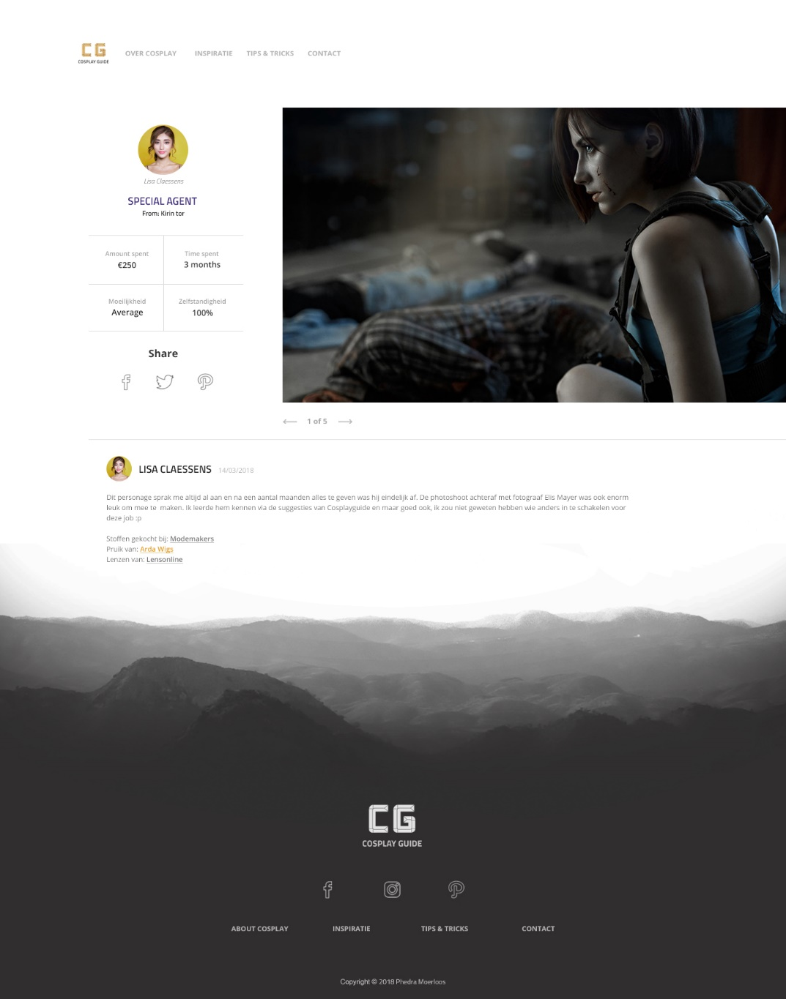 CG
COSPLAY GUIDE
OVER COSPLAY INSPIRATIE TIPS & TRICKS CONTACT
Lisa Claessens
SPECIAL AGENT
From: Kirin tor
Amount spent
€250
Time spent
3 months
Moeilijkheid
Average
Zelfstandigheid
100%
Share
1 of 5
LISA CLAESSENS 14/03/2018
Dit personage sprak me altijd al aan en na een aantal maanden alles te geven was hij eindelijk af. De photoshoot achteraf met fotograaf Elis Mayer was ook enorm
leuk om mee te maken. Ik leerde hem kennen via de suggesties van Cosplayguide en maar goed ook, ik zou niet geweten hebben wie anders in te schakelen voor
deze job :p
Stoffen gekocht bij: Modemakers
Pruik van: Arda Wigs
Lenzen van: Lensonline
CG
COSPLAY GUIDE
ABOUT COSPLAY INSPIRATIE TIPS & TRICKS CONTACT
Copyright © 2018 Phedra Moerloos